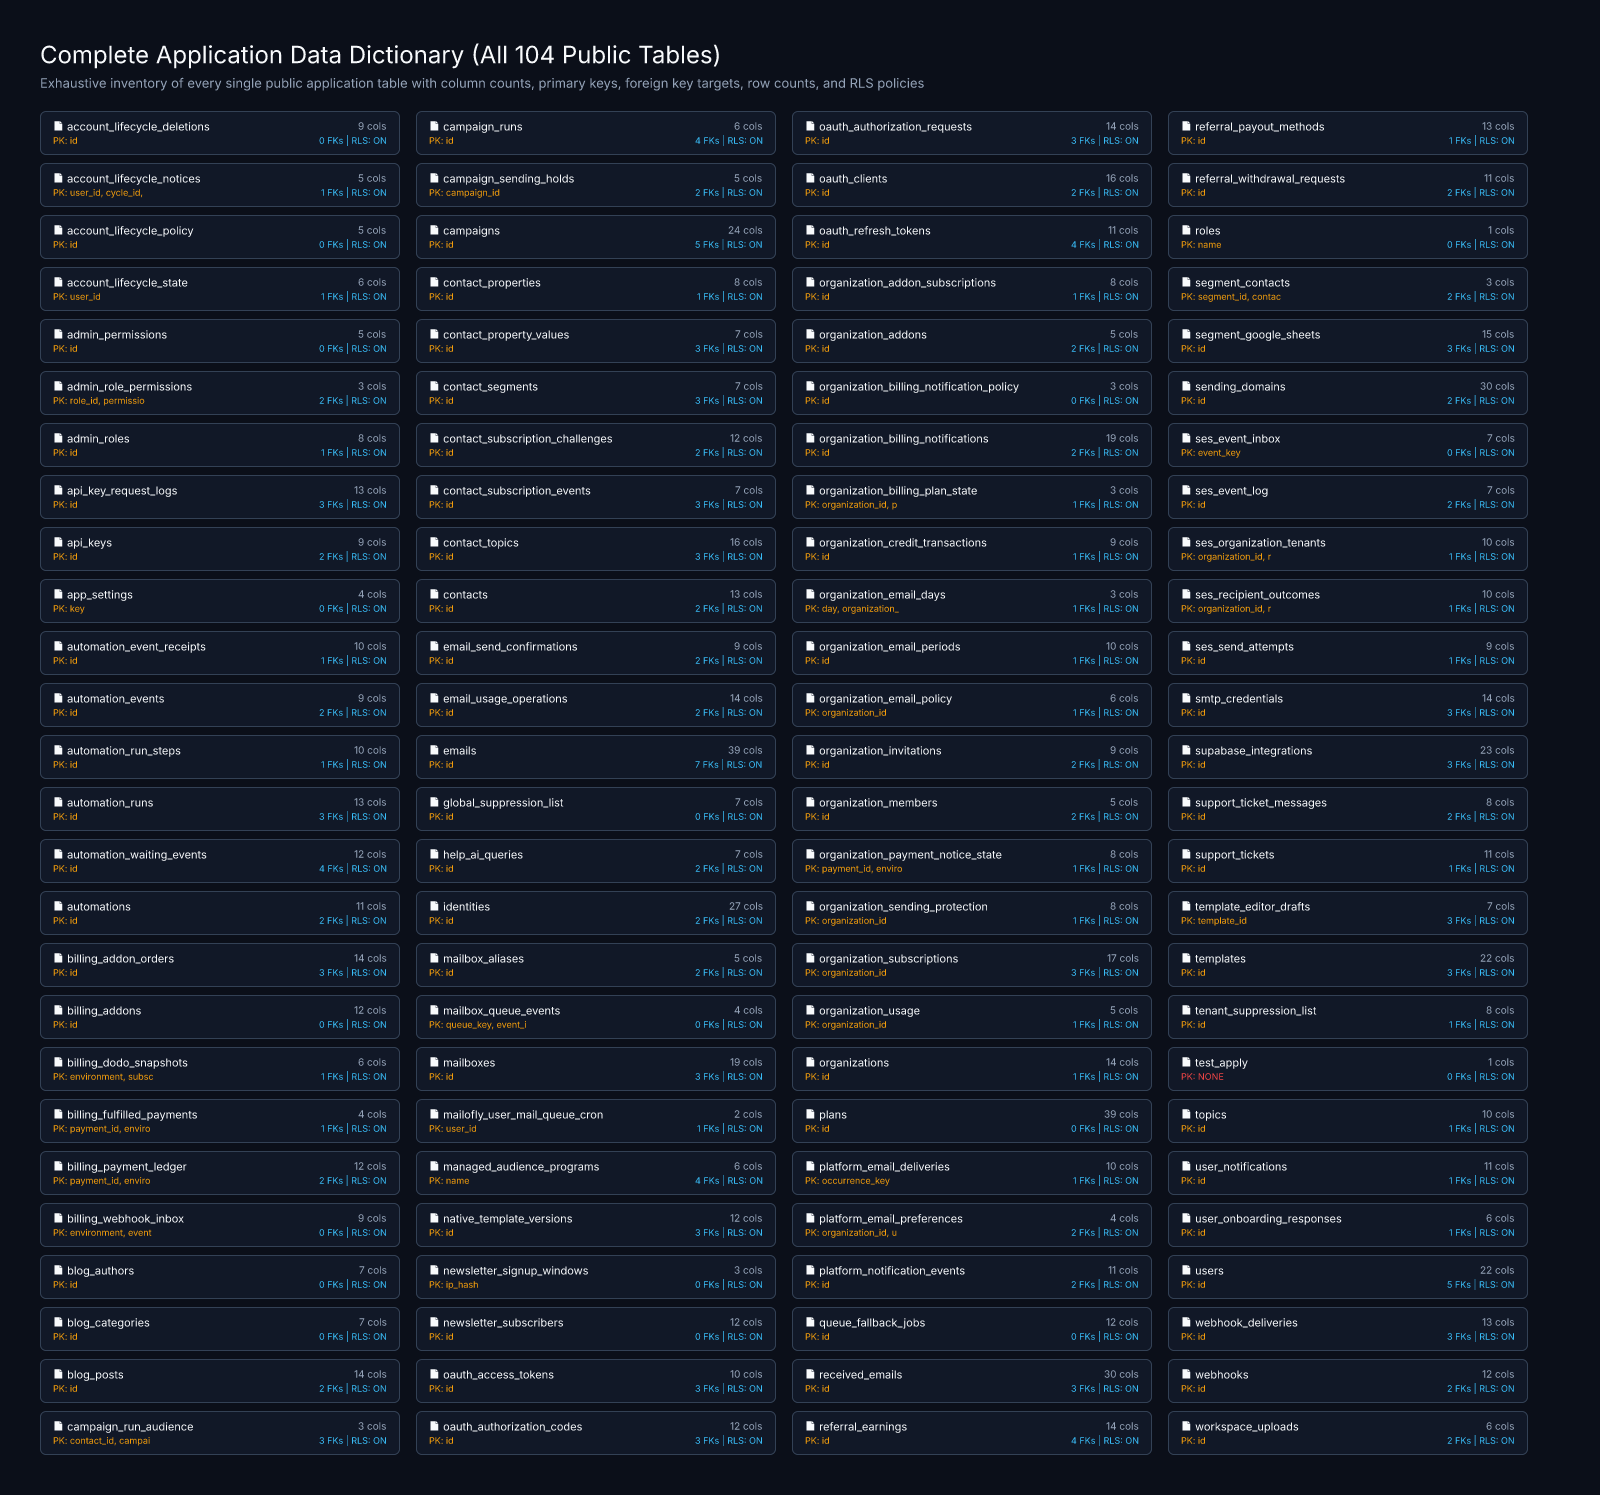 Complete Application Data Dictionary (All 104 Public Tables)
Exhaustive inventory of every single public application table with column counts, primary keys, foreign key targets, row counts, and RLS policies
account_lifecycle_deletions 9 cols
PK: id 0 FKs | RLS: ON
account_lifecycle_notices 5 cols
PK: user_id, cycle_id, 1 FKs | RLS: ON
account_lifecycle_policy 5 cols
PK: id 0 FKs | RLS: ON
account_lifecycle_state 6 cols
PK: user_id 1 FKs | RLS: ON
admin_permissions 5 cols
PK: id 0 FKs | RLS: ON
admin_role_permissions 3 cols
PK: role_id, permissio 2 FKs | RLS: ON
admin_roles 8 cols
PK: id 1 FKs | RLS: ON
api_key_request_logs 13 cols
PK: id 3 FKs | RLS: ON
api_keys 9 cols
PK: id 2 FKs | RLS: ON
app_settings 4 cols
PK: key 0 FKs | RLS: ON
automation_event_receipts 10 cols
PK: id 1 FKs | RLS: ON
automation_events 9 cols
PK: id 2 FKs | RLS: ON
automation_run_steps 10 cols
PK: id 1 FKs | RLS: ON
automation_runs 13 cols
PK: id 3 FKs | RLS: ON
automation_waiting_events 12 cols
PK: id 4 FKs | RLS: ON
automations 11 cols
PK: id 2 FKs | RLS: ON
billing_addon_orders 14 cols
PK: id 3 FKs | RLS: ON
billing_addons 12 cols
PK: id 0 FKs | RLS: ON
billing_dodo_snapshots 6 cols
PK: environment, subsc 1 FKs | RLS: ON
billing_fulfilled_payments 4 cols
PK: payment_id, enviro 1 FKs | RLS: ON
billing_payment_ledger 12 cols
PK: payment_id, enviro 2 FKs | RLS: ON
billing_webhook_inbox 9 cols
PK: environment, event 0 FKs | RLS: ON
blog_authors 7 cols
PK: id 0 FKs | RLS: ON
blog_categories 7 cols
PK: id 0 FKs | RLS: ON
blog_posts 14 cols
PK: id 2 FKs | RLS: ON
campaign_run_audience 3 cols
PK: contact_id, campai 3 FKs | RLS: ON
campaign_runs 6 cols
PK: id 4 FKs | RLS: ON
campaign_sending_holds 5 cols
PK: campaign_id 2 FKs | RLS: ON
campaigns 24 cols
PK: id 5 FKs | RLS: ON
contact_properties 8 cols
PK: id 1 FKs | RLS: ON
contact_property_values 7 cols
PK: id 3 FKs | RLS: ON
contact_segments 7 cols
PK: id 3 FKs | RLS: ON
contact_subscription_challenges 12 cols
PK: id 2 FKs | RLS: ON
contact_subscription_events 7 cols
PK: id 3 FKs | RLS: ON
contact_topics 16 cols
PK: id 3 FKs | RLS: ON
contacts 13 cols
PK: id 2 FKs | RLS: ON
email_send_confirmations 9 cols
PK: id 2 FKs | RLS: ON
email_usage_operations 14 cols
PK: id 2 FKs | RLS: ON
emails 39 cols
PK: id 7 FKs | RLS: ON
global_suppression_list 7 cols
PK: id 0 FKs | RLS: ON
help_ai_queries 7 cols
PK: id 2 FKs | RLS: ON
identities 27 cols
PK: id 2 FKs | RLS: ON
mailbox_aliases 5 cols
PK: id 2 FKs | RLS: ON
mailbox_queue_events 4 cols
PK: queue_key, event_i 0 FKs | RLS: ON
mailboxes 19 cols
PK: id 3 FKs | RLS: ON
mailofly_user_mail_queue_cron 2 cols
PK: user_id 1 FKs | RLS: ON
managed_audience_programs 6 cols
PK: name 4 FKs | RLS: ON
native_template_versions 12 cols
PK: id 3 FKs | RLS: ON
newsletter_signup_windows 3 cols
PK: ip_hash 0 FKs | RLS: ON
newsletter_subscribers 12 cols
PK: id 0 FKs | RLS: ON
oauth_access_tokens 10 cols
PK: id 3 FKs | RLS: ON
oauth_authorization_codes 12 cols
PK: id 3 FKs | RLS: ON
oauth_authorization_requests 14 cols
PK: id 3 FKs | RLS: ON
oauth_clients 16 cols
PK: id 2 FKs | RLS: ON
oauth_refresh_tokens 11 cols
PK: id 4 FKs | RLS: ON
organization_addon_subscriptions 8 cols
PK: id 1 FKs | RLS: ON
organization_addons 5 cols
PK: id 2 FKs | RLS: ON
organization_billing_notification_policy 3 cols
PK: id 0 FKs | RLS: ON
organization_billing_notifications 19 cols
PK: id 2 FKs | RLS: ON
organization_billing_plan_state 3 cols
PK: organization_id, p 1 FKs | RLS: ON
organization_credit_transactions 9 cols
PK: id 1 FKs | RLS: ON
organization_email_days 3 cols
PK: day, organization_ 1 FKs | RLS: ON
organization_email_periods 10 cols
PK: id 1 FKs | RLS: ON
organization_email_policy 6 cols
PK: organization_id 1 FKs | RLS: ON
organization_invitations 9 cols
PK: id 2 FKs | RLS: ON
organization_members 5 cols
PK: id 2 FKs | RLS: ON
organization_payment_notice_state 8 cols
PK: payment_id, enviro 1 FKs | RLS: ON
organization_sending_protection 8 cols
PK: organization_id 1 FKs | RLS: ON
organization_subscriptions 17 cols
PK: organization_id 3 FKs | RLS: ON
organization_usage 5 cols
PK: organization_id 1 FKs | RLS: ON
organizations 14 cols
PK: id 1 FKs | RLS: ON
plans 39 cols
PK: id 0 FKs | RLS: ON
platform_email_deliveries 10 cols
PK: occurrence_key 1 FKs | RLS: ON
platform_email_preferences 4 cols
PK: organization_id, u 2 FKs | RLS: ON
platform_notification_events 11 cols
PK: id 2 FKs | RLS: ON
queue_fallback_jobs 12 cols
PK: id 0 FKs | RLS: ON
received_emails 30 cols
PK: id 3 FKs | RLS: ON
referral_earnings 14 cols
PK: id 4 FKs | RLS: ON
referral_payout_methods 13 cols
PK: id 1 FKs | RLS: ON
referral_withdrawal_requests 11 cols
PK: id 2 FKs | RLS: ON
roles 1 cols
PK: name 0 FKs | RLS: ON
segment_contacts 3 cols
PK: segment_id, contac 2 FKs | RLS: ON
segment_google_sheets 15 cols
PK: id 3 FKs | RLS: ON
sending_domains 30 cols
PK: id 2 FKs | RLS: ON
ses_event_inbox 7 cols
PK: event_key 0 FKs | RLS: ON
ses_event_log 7 cols
PK: id 2 FKs | RLS: ON
ses_organization_tenants 10 cols
PK: organization_id, r 1 FKs | RLS: ON
ses_recipient_outcomes 10 cols
PK: organization_id, r 1 FKs | RLS: ON
ses_send_attempts 9 cols
PK: id 1 FKs | RLS: ON
smtp_credentials 14 cols
PK: id 3 FKs | RLS: ON
supabase_integrations 23 cols
PK: id 3 FKs | RLS: ON
support_ticket_messages 8 cols
PK: id 2 FKs | RLS: ON
support_tickets 11 cols
PK: id 1 FKs | RLS: ON
template_editor_drafts 7 cols
PK: template_id 3 FKs | RLS: ON
templates 22 cols
PK: id 3 FKs | RLS: ON
tenant_suppression_list 8 cols
PK: id 1 FKs | RLS: ON
test_apply 1 cols
PK: NONE 0 FKs | RLS: ON
topics 10 cols
PK: id 1 FKs | RLS: ON
user_notifications 11 cols
PK: id 1 FKs | RLS: ON
user_onboarding_responses 6 cols
PK: id 1 FKs | RLS: ON
users 22 cols
PK: id 5 FKs | RLS: ON
webhook_deliveries 13 cols
PK: id 3 FKs | RLS: ON
webhooks 12 cols
PK: id 2 FKs | RLS: ON
workspace_uploads 6 cols
PK: id 2 FKs | RLS: ON